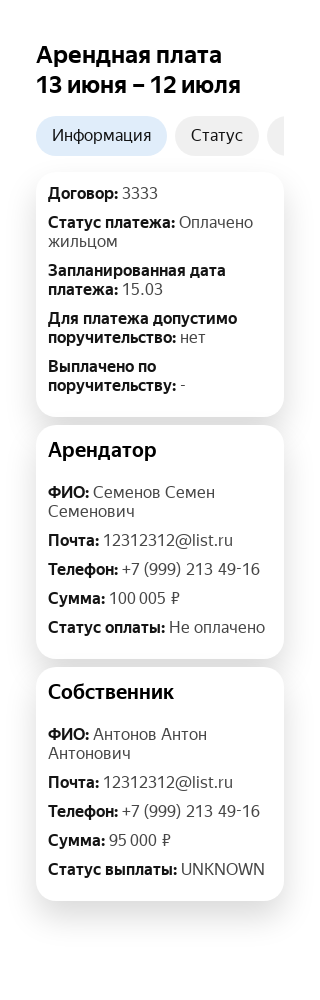 Арендная плата
13 июня – 12 июля
Информация
Статус
Договор: 3333
Статус платежа: Оплачено
жильцом
Запланированная дата
платежа: 15.03
Для платежа допустимо
поручительство: нет
Выплачено по
поручительству: -
Арендатор
ФИО: Семенов Семен
Семенович
Почта: 12312312@list.ru
Телефон: +7 (999) 213 49-16
Сумма: 100 005 ₽
Статус оплаты: Не оплачено
Собственник
ФИО: Антонов Антон
Антонович
Почта: 12312312@list.ru
Телефон: +7 (999) 213 49-16
Сумма: 95 000 ₽
Статус выплаты: UNKNOWN